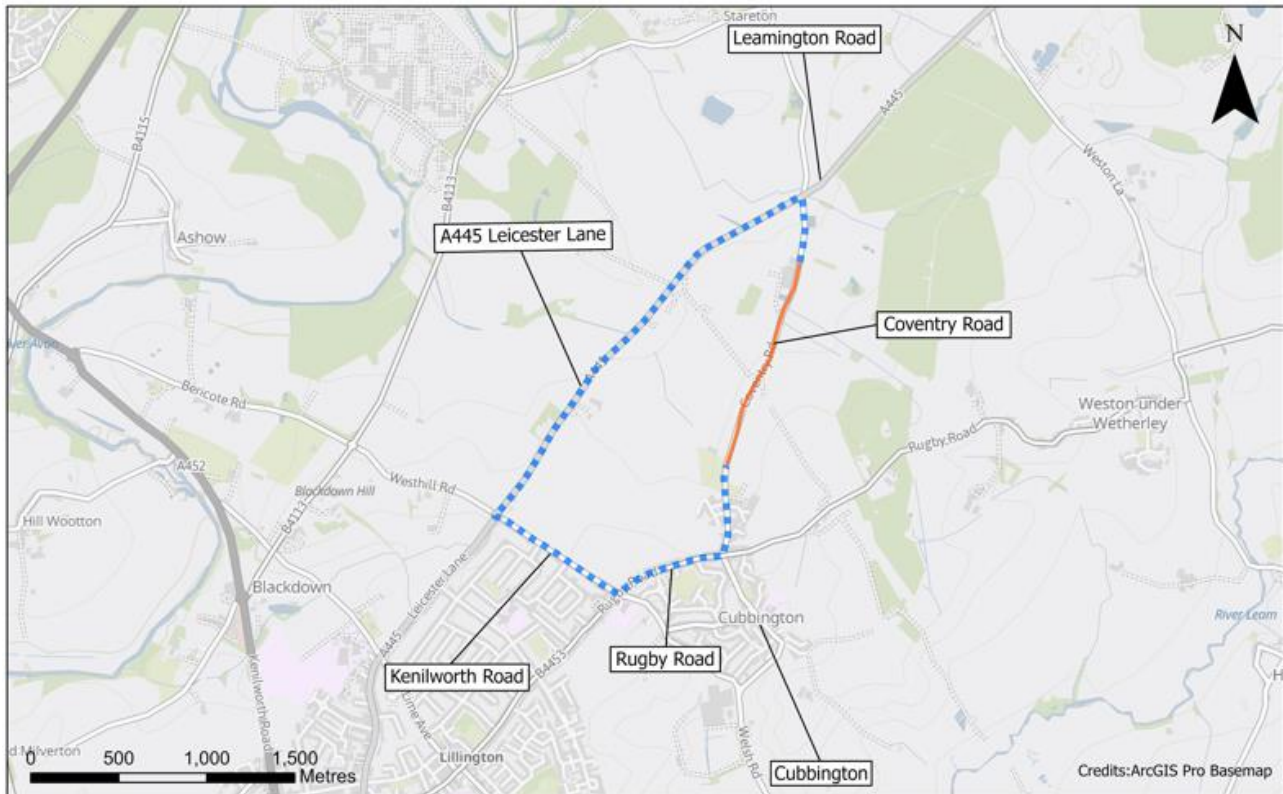 Stareton
Leamington Road
N
A445
B4115
B4113
Weston La
Ashow
A445 Leicester Lane
Coventry Road
Coventry Rd
River Avon
Bericote Rd
Weston under
Wetherley
Rugby Road
A452
Westhill Rd
Blackdown Hill
Hill Wootton
B4113
Leicester Lane
Blackdown
Cubbington
River Leam
A445
Kenilworth Road
Kenilworth Road
Rugby Road
B4453
Lime Ave
Lillington
Welsh Rd
Cubbington
0 500 1,000 1,500
Metres
Credits:ArcGIS Pro Basemap